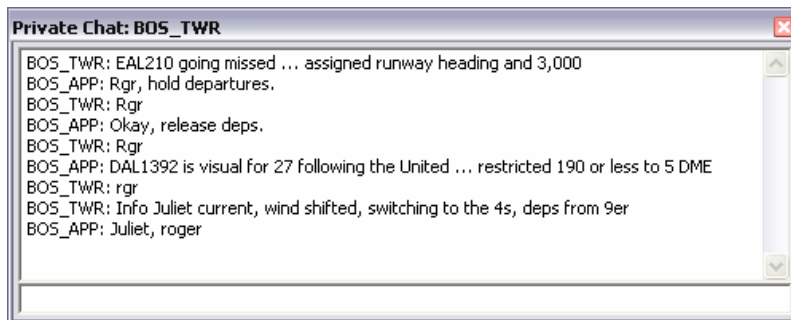 Private Chat: BOS_TWR
BOS_TWR: EAL210 going missed ... assigned runway heading and 3,000
BOS_APP: Rgr, hold departures.
BOS_TWR: Rgr
BOS_APP: Okay, release deps.
BOS_TWR: Rgr
BOS_APP: DAL1392 is visual for 27 following the United ... restricted 190 or less to 5 DME
BOS_TWR: rgr
BOS_TWR: Info Juliet current, wind shifted, switching to the 4s, deps from 9er
BOS_APP: Juliet, roger